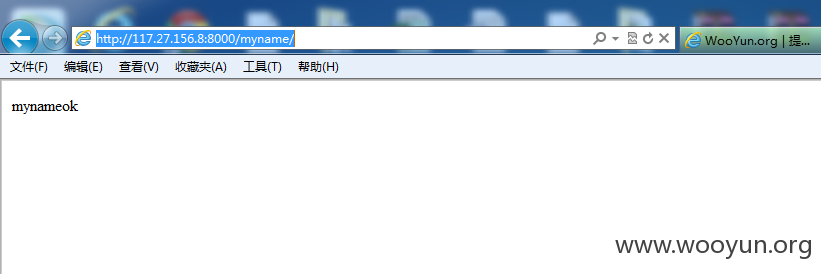 http://117.27.156.8:8000/myname/
WooYun.org | 提...
文件(F) 编辑(E) 查看(V) 收藏夹(A) 工具(T) 帮助(H)
mynameok
www.wooyun.org